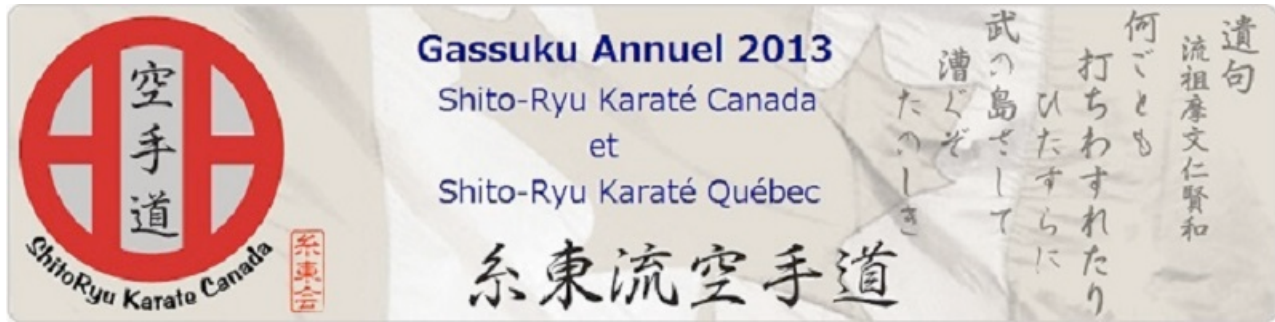 空手道
ShitoRyu Karate Canada
糸東会
Gassuku Annuel 2013
Shito-Ryu Karaté Canada
et
Shito-Ryu Karaté Québec
糸東流空手道
遺句
流祖摩文仁賢和
何ごとも
打ちわすれたり
ひたすらに
武の島さして
漕ぐぞ
たのしき